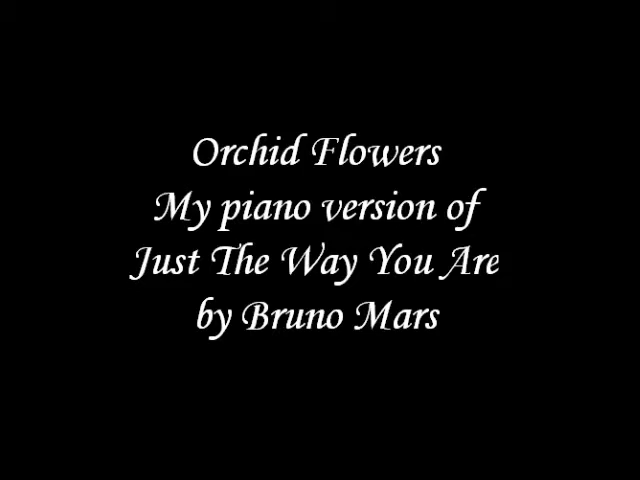 Orchid Flowers
My piano version of
Just The Way You Are
by Bruno Mars